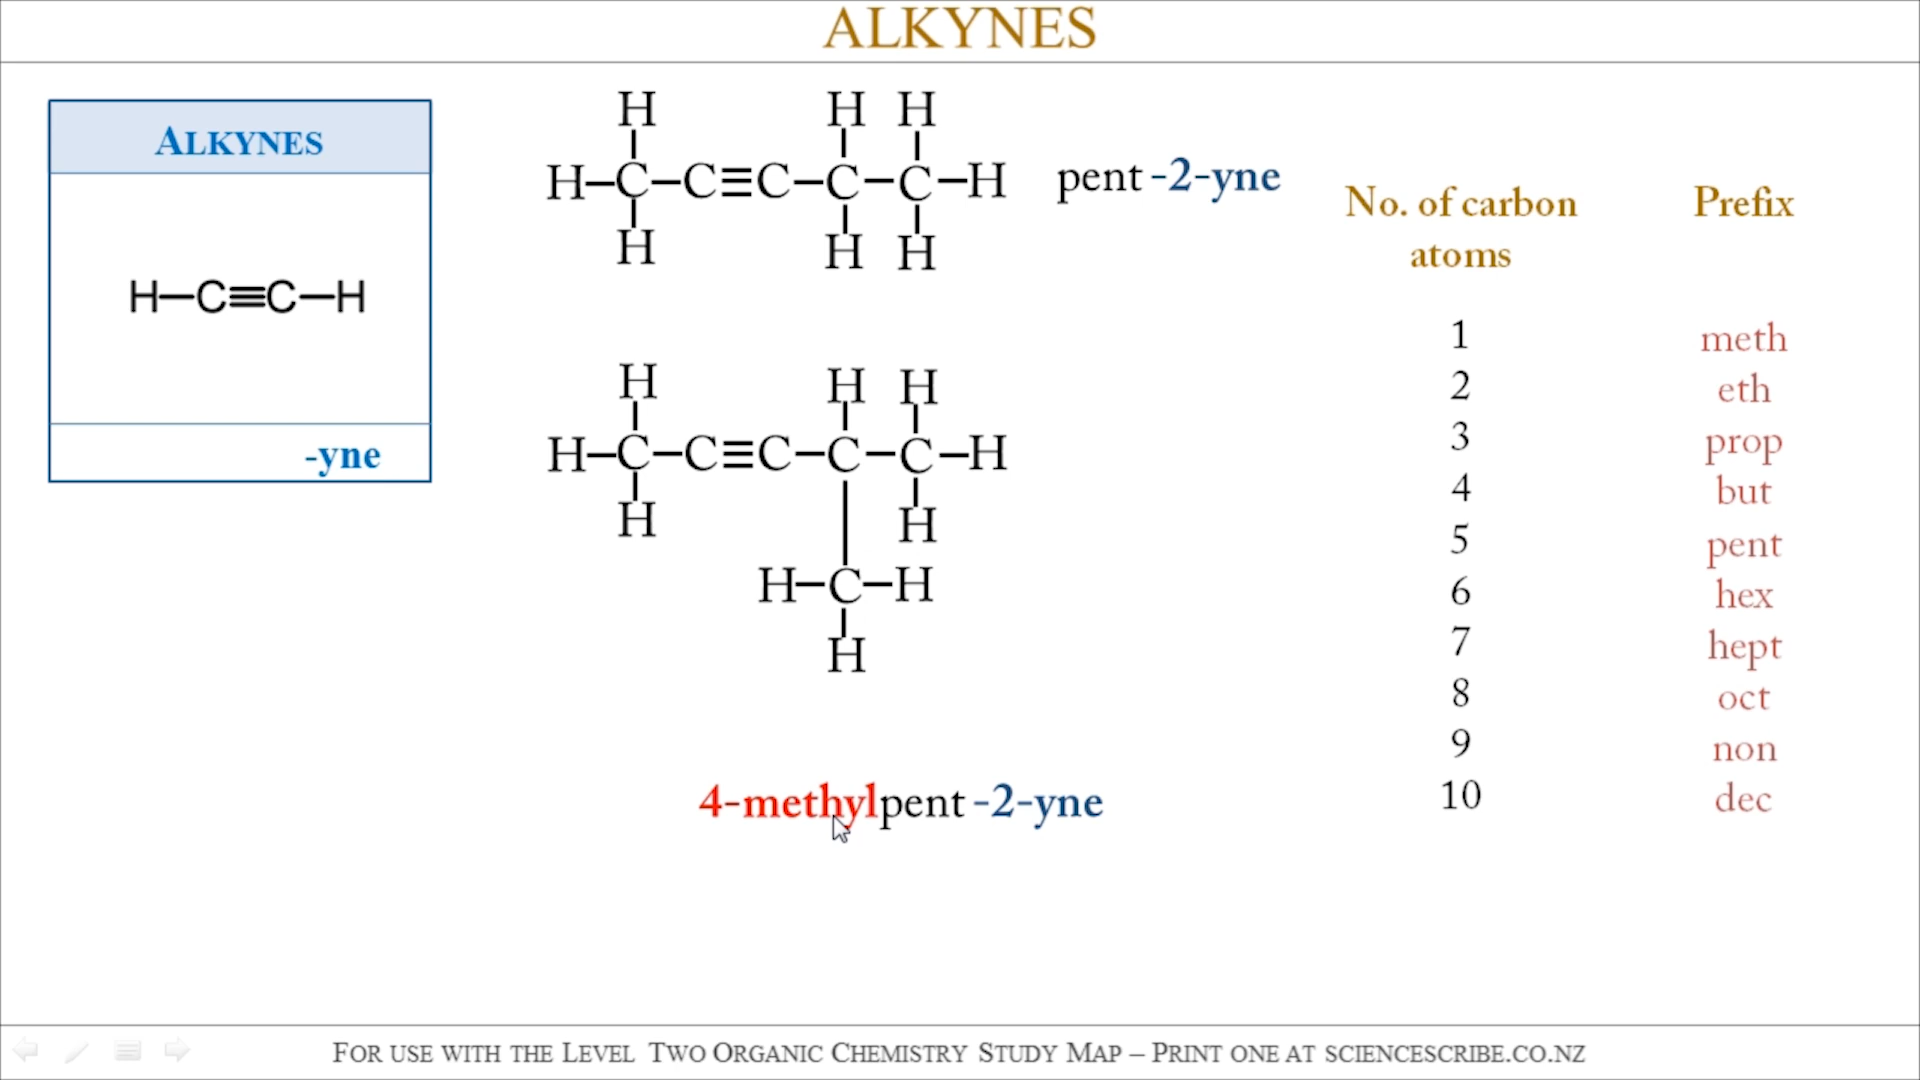 ALKYNES
ALKYNES
H–C≡C–H
-yne
H H H
H–C–C≡C–C–C–H
H H H
pent-2-yne
H H H
H–C–C≡C–C–C–H
H H
H–C–H
H
4-methylpent-2-yne
No. of carbon atoms Prefix
1 meth
2 eth
3 prop
4 but
5 pent
6 hex
7 hept
8 oct
9 non
10 dec
FOR USE WITH THE LEVEL TWO ORGANIC CHEMISTRY STUDY MAP – PRINT ONE AT SCIENCESCRIBE.CO.NZ